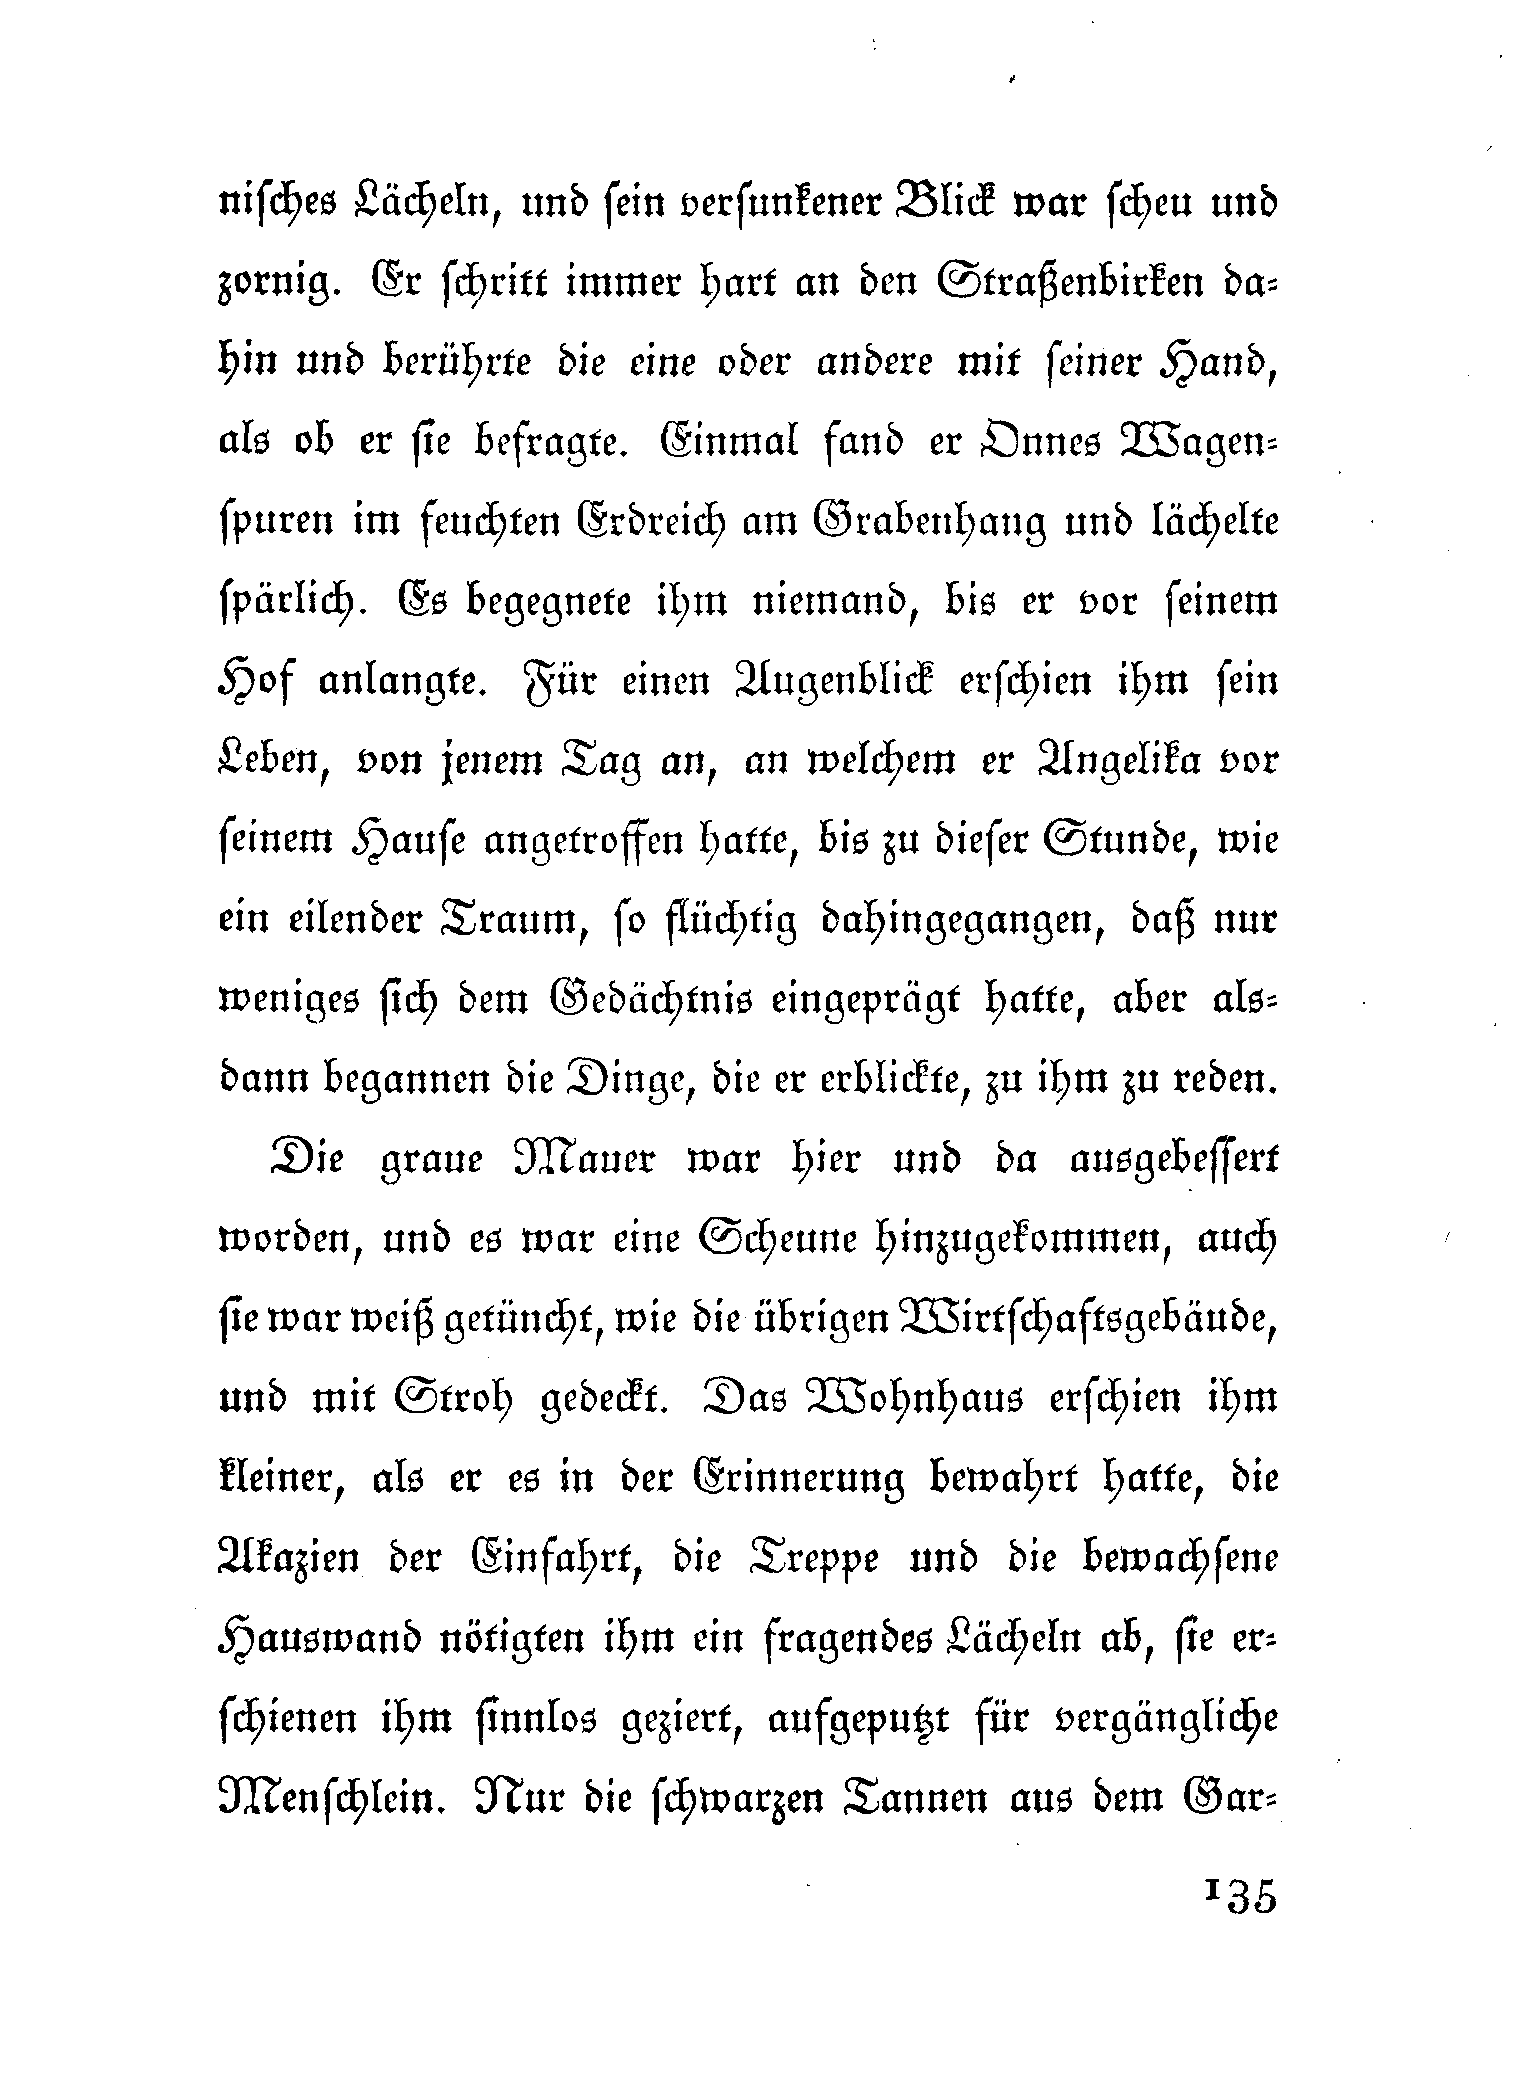 nisches Lächeln, und sein versunkener Blick war scheu und
zornig. Er schritt immer hart an den Straßenbirken da-
hin und berührte die eine oder andere mit seiner Hand,
als ob er sie befragte. Einmal fand er Onnes Wagen-
spuren im feuchten Erdreich am Grabenhang und lächelte
spärlich. Es begegnete ihm niemand, bis er vor seinem
Hof anlangte. Für einen Augenblick erschien ihm sein
Leben, von jenem Tag an, an welchem er Angelika vor
seinem Hause angetroffen hatte, bis zu dieser Stunde, wie
ein eilender Traum, so flüchtig dahingegangen, daß nur
weniges sich dem Gedächtnis eingeprägt hatte, aber als-
dann begannen die Dinge, die er erblickte, zu ihm zu reden.
Die graue Mauer war hier und da ausgebessert
worden, und es war eine Scheune hinzugekommen, auch
sie war weiß getüncht, wie die übrigen Wirtschaftsgebäude,
und mit Stroh gedeckt. Das Wohnhaus erschien ihm
kleiner, als er es in der Erinnerung bewahrt hatte, die
Akazien der Einfahrt, die Treppe und die bewachsene
Hauswand nötigten ihm ein fragendes Lächeln ab, sie er-
schienen ihm sinnlos geziert, aufgeputzt für vergängliche
Menschlein. Nur die schwarzen Tannen aus dem Gar-
135